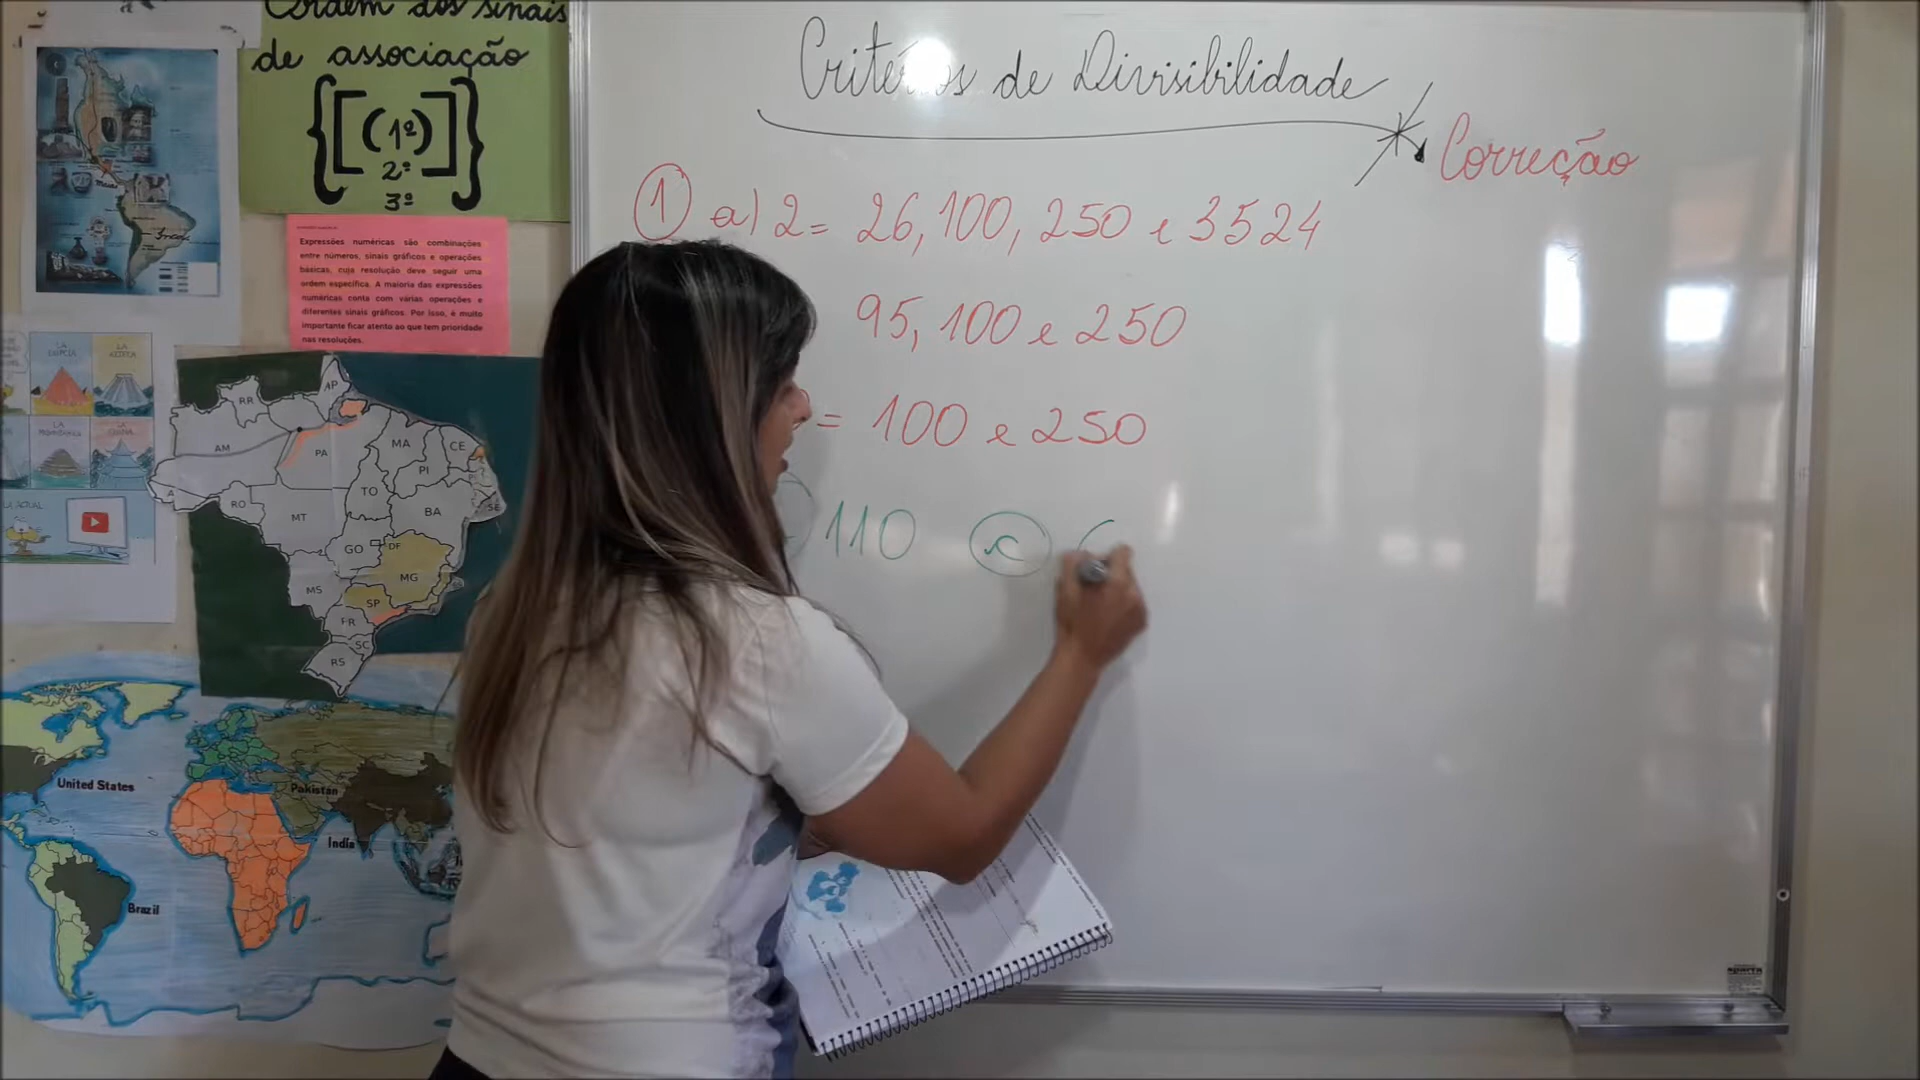 Ordem dos sinais
de associação
{[(1º)]}
2º
3º
Expressões numéricas são combinações
entre números, sinais gráficos e operações
básicas, cuja resolução deve seguir uma
ordem específica. A maioria das expressões
numéricas conta com várias operações e
diferentes sinais gráficos. Por isso, é muito
importante ficar atento ao que tem prioridade
nas resoluções.
Critérios de Divisibilidade
Correção
1 a) 2 = 26, 100, 250 e 3524
95, 100 e 250
= 100 e 250
110 c
RR
AP
AM
PA
MA
CE
PI
TO
RO
MT
BA
SE
GO
DF
MG
ES
MS
SP
PR
SC
RS
United States
Pakistan
India
Brazil